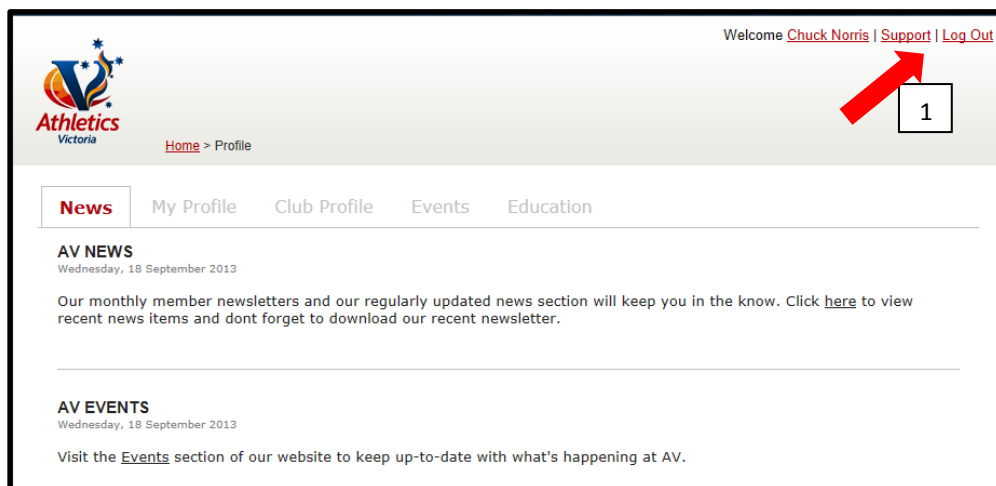 Welcome Chuck Norris | Support | Log Out
1
Athletics
Victoria
Home > Profile
News My Profile Club Profile Events Education
AV NEWS
Wednesday, 18 September 2013
Our monthly member newsletters and our regularly updated news section will keep you in the know. Click here to view
recent news items and dont forget to download our recent newsletter.
AV EVENTS
Wednesday, 18 September 2013
Visit the Events section of our website to keep up-to-date with what's happening at AV.